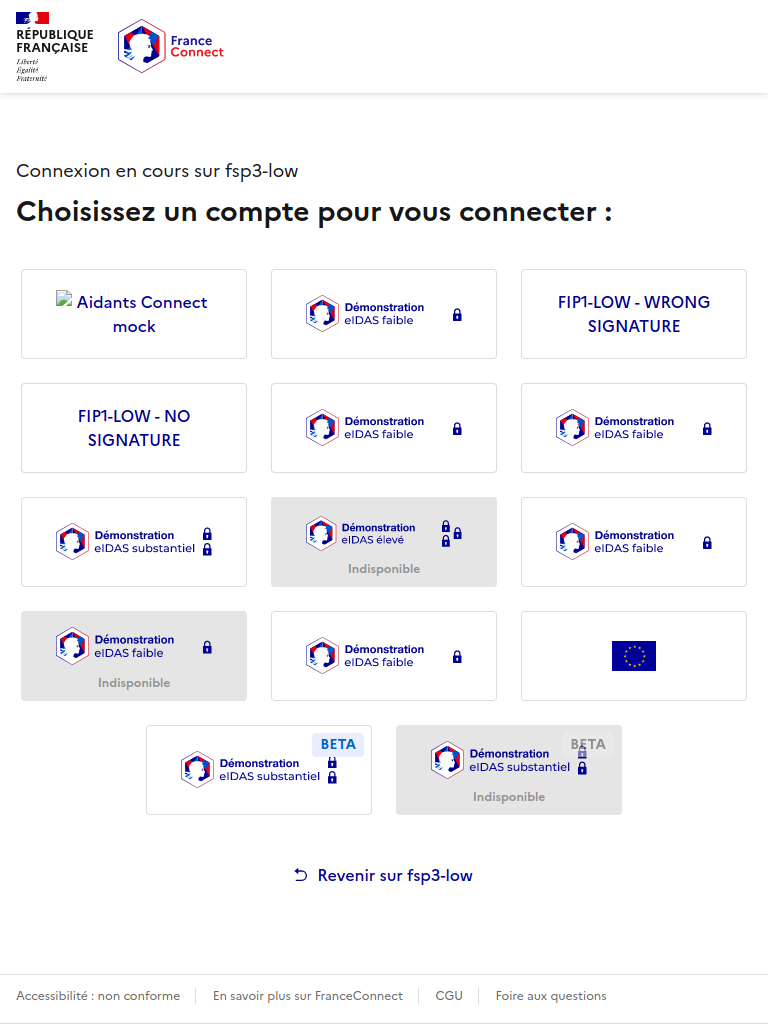 RÉPUBLIQUE
FRANÇAISE
Liberté
Égalité
Fraternité
France
Connect
Connexion en cours sur fsp3-low
Choisissez un compte pour vous connecter :
Aidants Connect
mock
Démonstration
eIDAS faible
FIP1-LOW - WRONG
SIGNATURE
FIP1-LOW - NO
SIGNATURE
Démonstration
eIDAS faible
Démonstration
eIDAS faible
Démonstration
eIDAS substantiel
Démonstration
eIDAS élevé
Indisponible
Démonstration
eIDAS faible
Démonstration
eIDAS faible
Indisponible
Démonstration
eIDAS faible
BETA
Démonstration
eIDAS substantiel
BETA
Démonstration
eIDAS substantiel
Indisponible
Revenir sur fsp3-low
Accessibilité : non conforme
En savoir plus sur FranceConnect
CGU
Foire aux questions